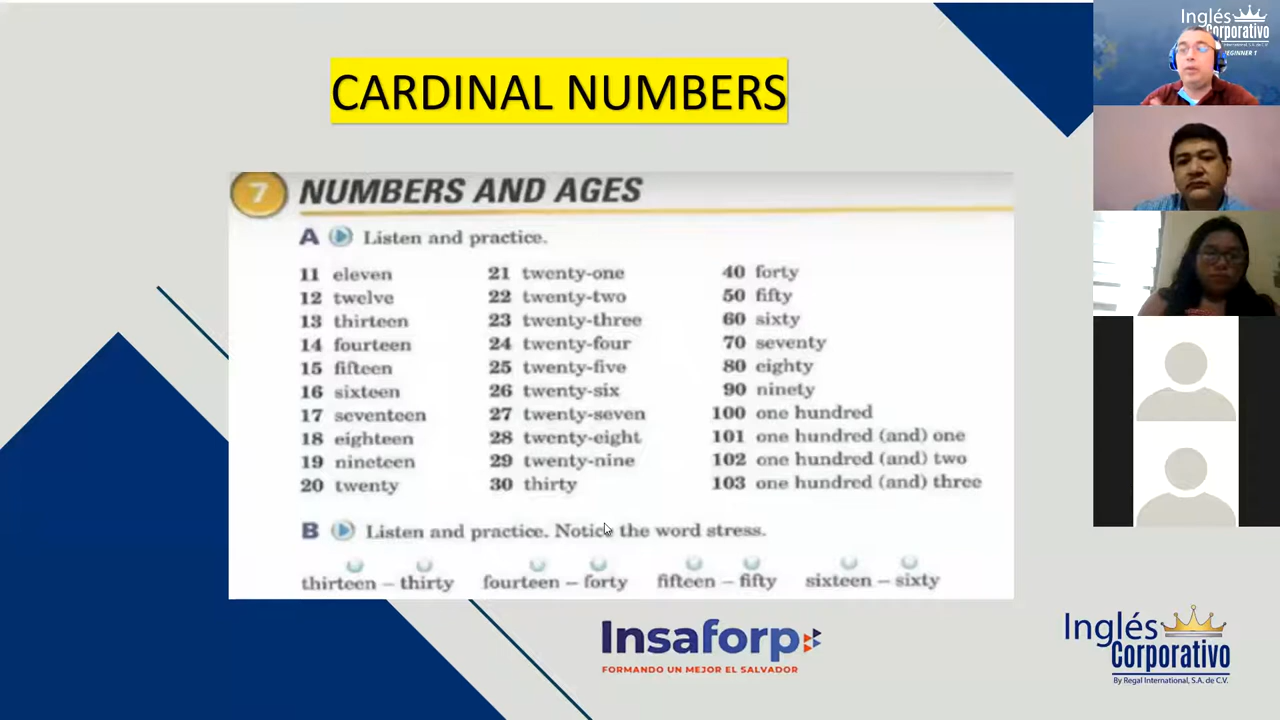 CARDINAL NUMBERS
7 NUMBERS AND AGES
A Listen and practice.
11 eleven
12 twelve
13 thirteen
14 fourteen
15 fifteen
16 sixteen
17 seventeen
18 eighteen
19 nineteen
20 twenty
21 twenty-one
22 twenty-two
23 twenty-three
24 twenty-four
25 twenty-five
26 twenty-six
27 twenty-seven
28 twenty-eight
29 twenty-nine
30 thirty
40 forty
50 fifty
60 sixty
70 seventy
80 eighty
90 ninety
100 one hundred
101 one hundred (and) one
102 one hundred (and) two
103 one hundred (and) three
B Listen and practice. Notice the word stress.
thirteen – thirty fourteen – forty fifteen – fifty sixteen – sixty
Insaforp
FORMANDO UN MEJOR EL SALVADOR
Inglés
Corporativo
By Regal International, S.A. de C.V.
Inglés
Corporativo
International, S.A. de C.V.
BEGINNER 1